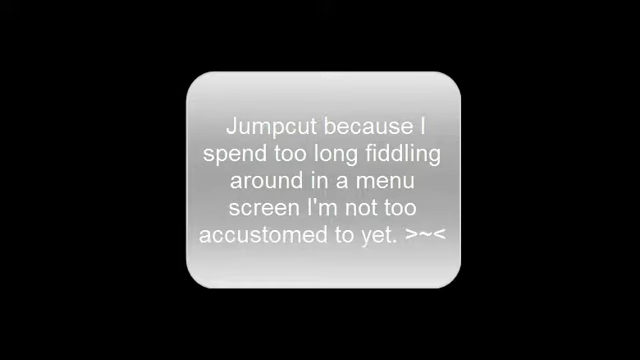 Jumpcut because I
spend too long fiddling
around in a menu
screen I'm not too
accustomed to yet. >~<